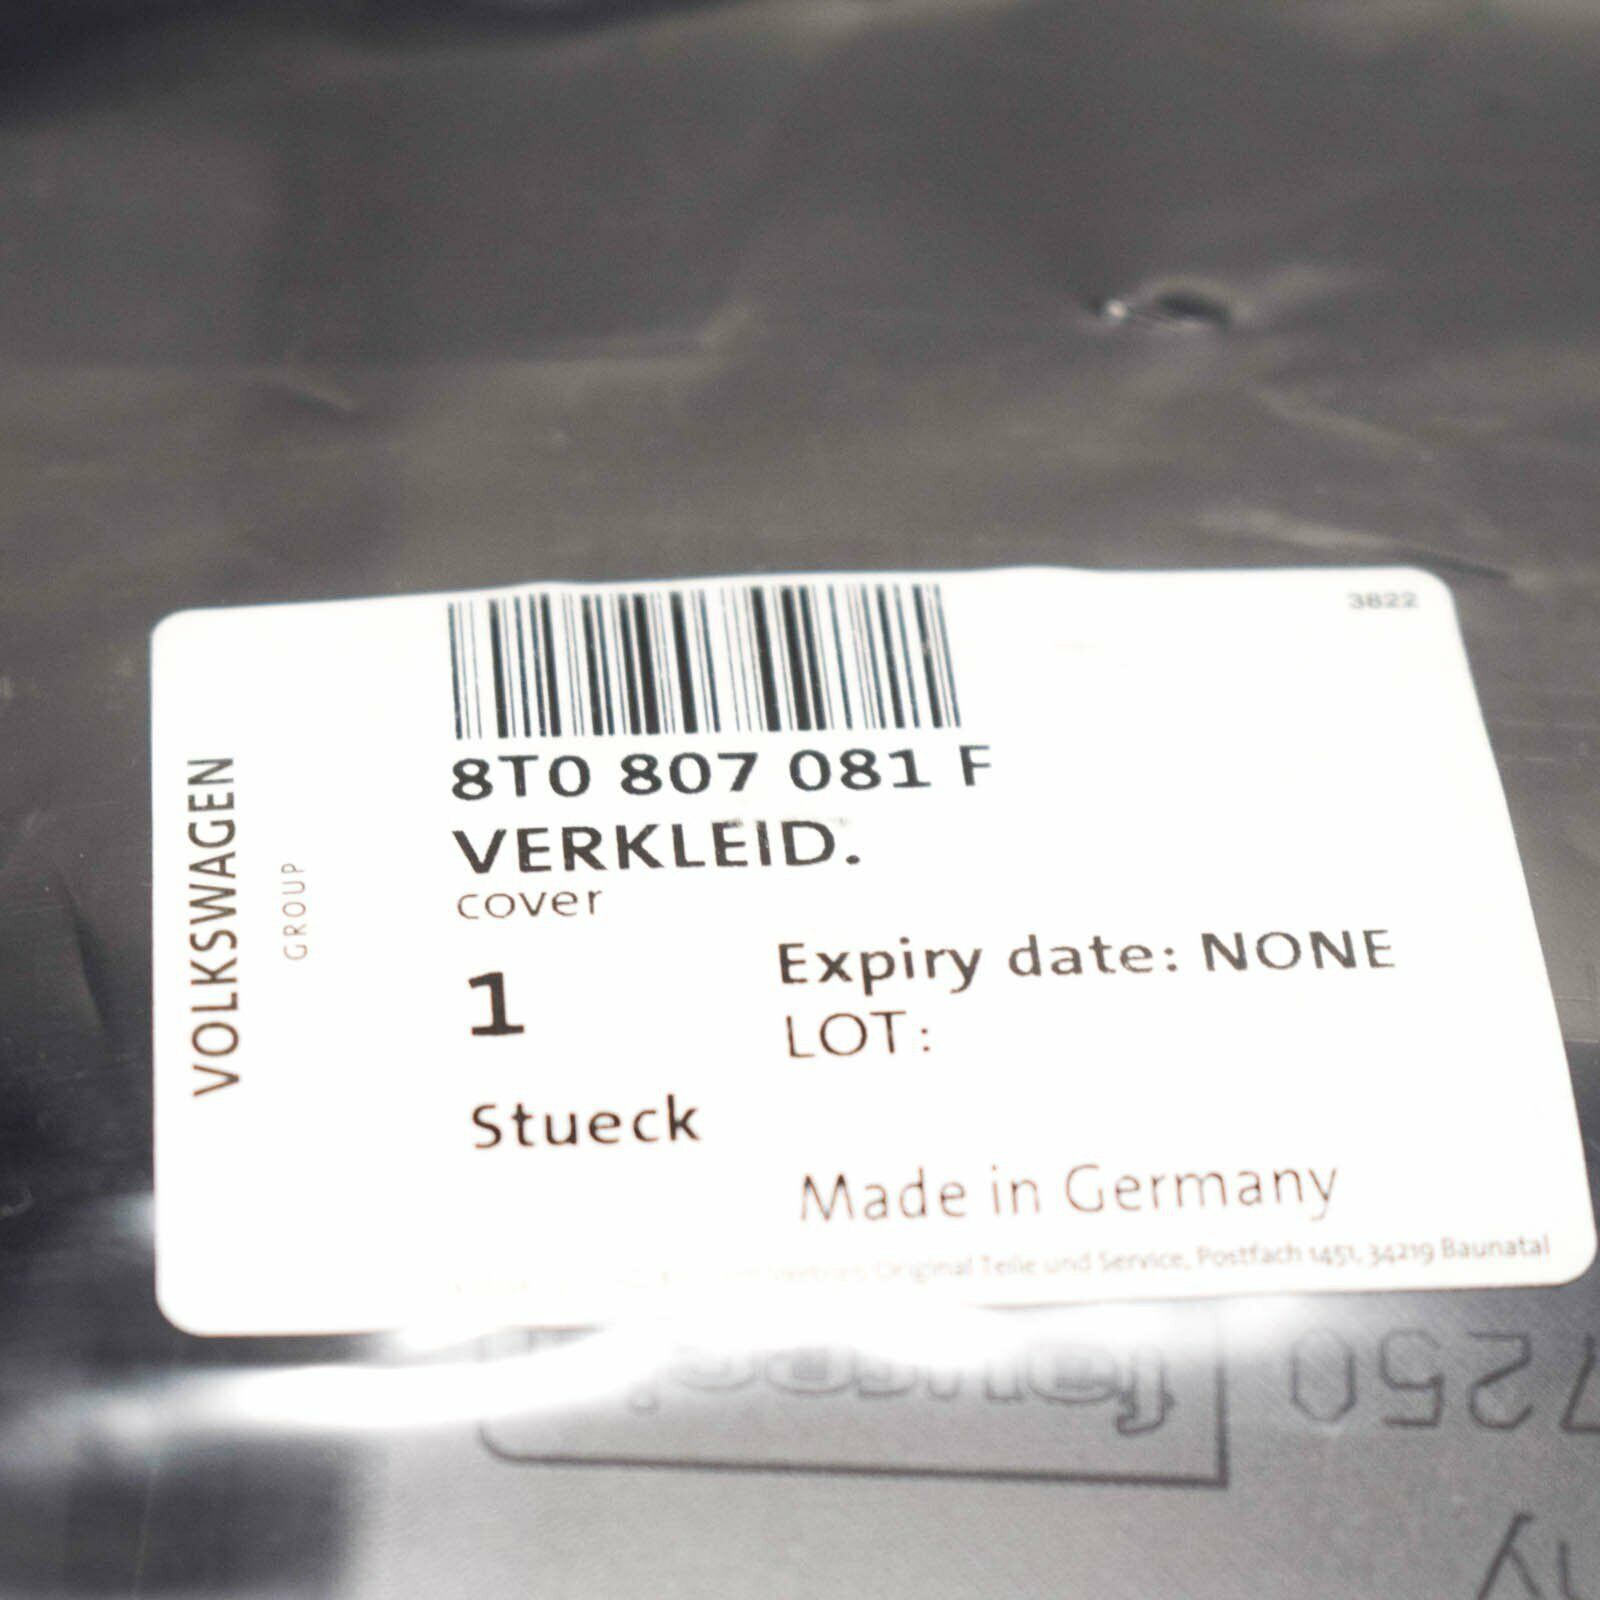 3822
VOLKSWAGEN
GROUP
8T0 807 081 F
VERKLEID.
cover
1
Expiry date: NONE
LOT:
Stueck
Made in Germany
Original Teile und Service, Postfach 1451, 34219 Baunatal
7250